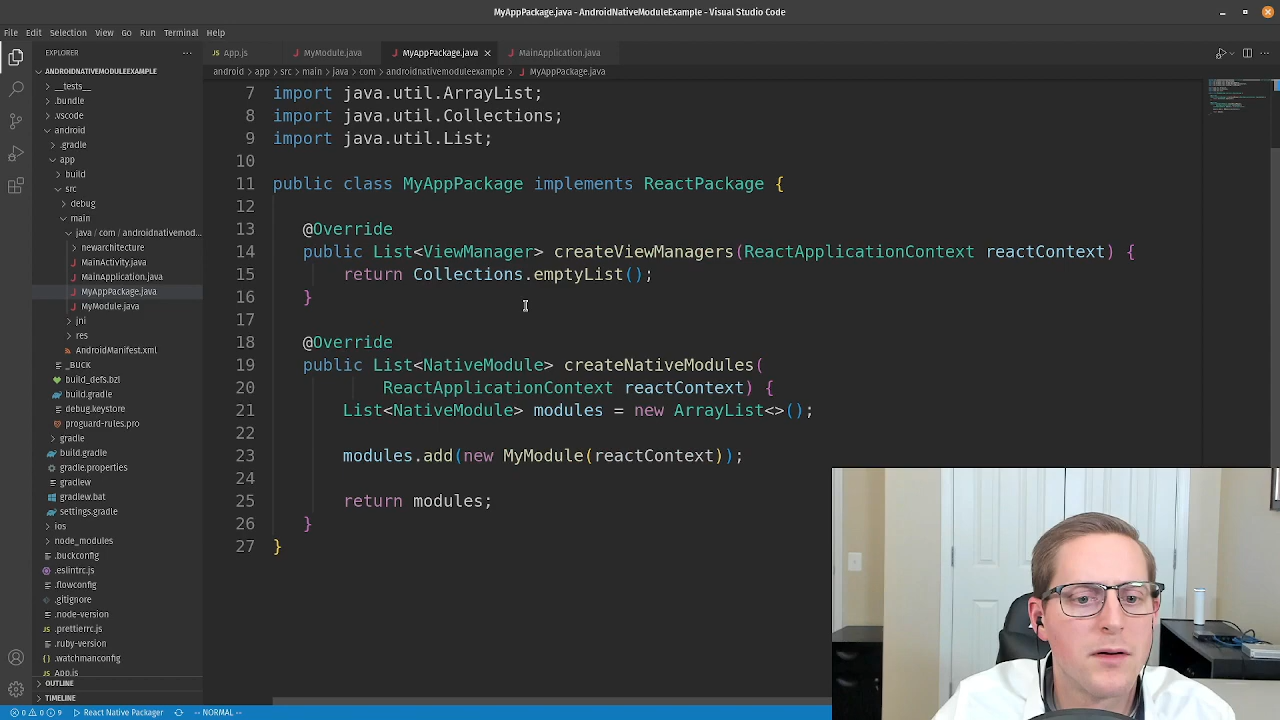 MyAppPackage.java - AndroidNativeModuleExample - Visual Studio Code
File Edit Selection View Go Run Terminal Help
EXPLORER
ANDROIDNATIVEMODULEEXAMPLE
__tests__
.bundle
.vscode
android
.gradle
app
build
src
debug
main
java / com / androidnativemod...
newarchitecture
MainActivity.java
MainApplication.java
MyAppPackage.java
MyModule.java
jni
res
AndroidManifest.xml
_BUCK
build_defs.bzl
build.gradle
debug.keystore
proguard-rules.pro
gradle
build.gradle
gradle.properties
gradlew
gradlew.bat
settings.gradle
ios
node_modules
.buckconfig
.eslintrc.js
.flowconfig
.gitignore
.node-version
.prettierrc.js
.ruby-version
.watchmanconfig
App.js
OUTLINE
TIMELINE
App.js MyModule.java MyAppPackage.java MainApplication.java
android > app > src > main > java > com > androidnativemoduleexample > MyAppPackage.java
7 import java.util.ArrayList;
8 import java.util.Collections;
9 import java.util.List;
10
11 public class MyAppPackage implements ReactPackage {
12
13 @Override
14 public List<ViewManager> createViewManagers(ReactApplicationContext reactContext) {
15 return Collections.emptyList();
16 }
17
18 @Override
19 public List<NativeModule> createNativeModules(
20 ReactApplicationContext reactContext) {
21 List<NativeModule> modules = new ArrayList<>();
22
23 modules.add(new MyModule(reactContext));
24
25 return modules;
26 }
27 }
0 0 9 React Native Packager -- NORMAL --